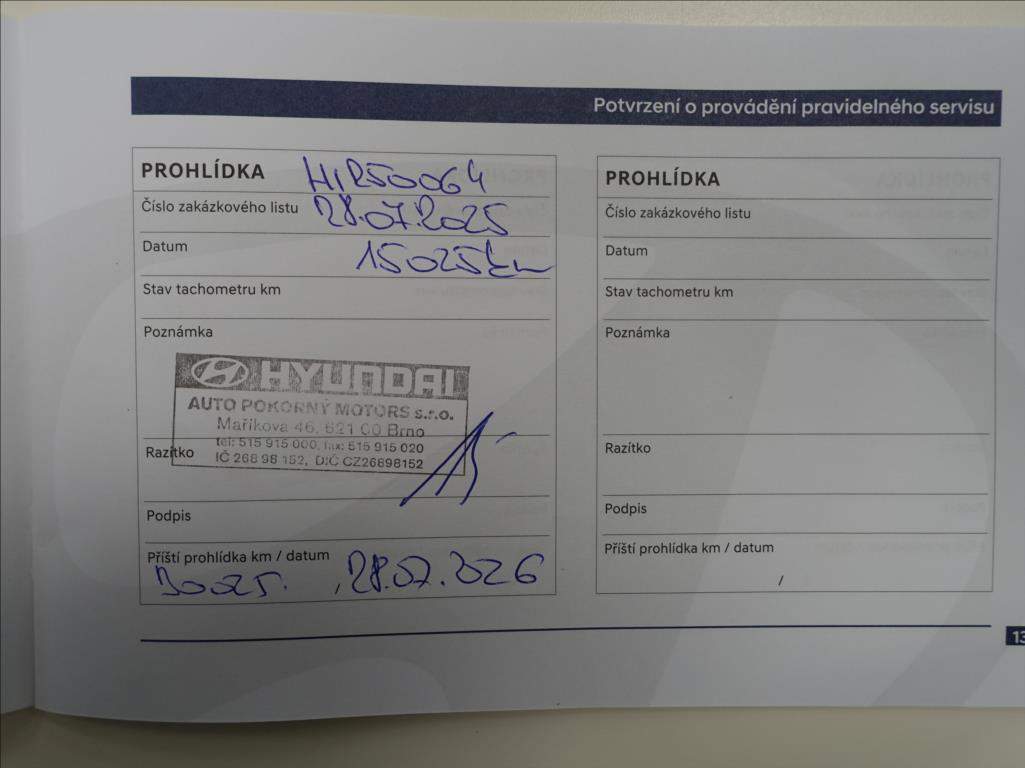 Potvrzení o provádění pravidelného servisu
PROHLÍDKA H1R50064
Číslo zakázkového listu 28.07.2025
Datum 15025km
Stav tachometru km
Poznámka
HYUNDAI
AUTO POKORNÝ MOTORS s.r.o.
Maříkova 46, 621 00 Brno
tel: 515 915 000, fax: 515 915 020
Razítko
IČ 268 98 152, DIČ CZ26898152
Podpis
Příští prohlídka km / datum
30025. 28.07.2026
PROHLÍDKA
Číslo zakázkového listu
Datum
Stav tachometru km
Poznámka
Razítko
Podpis
Příští prohlídka km / datum
/
13